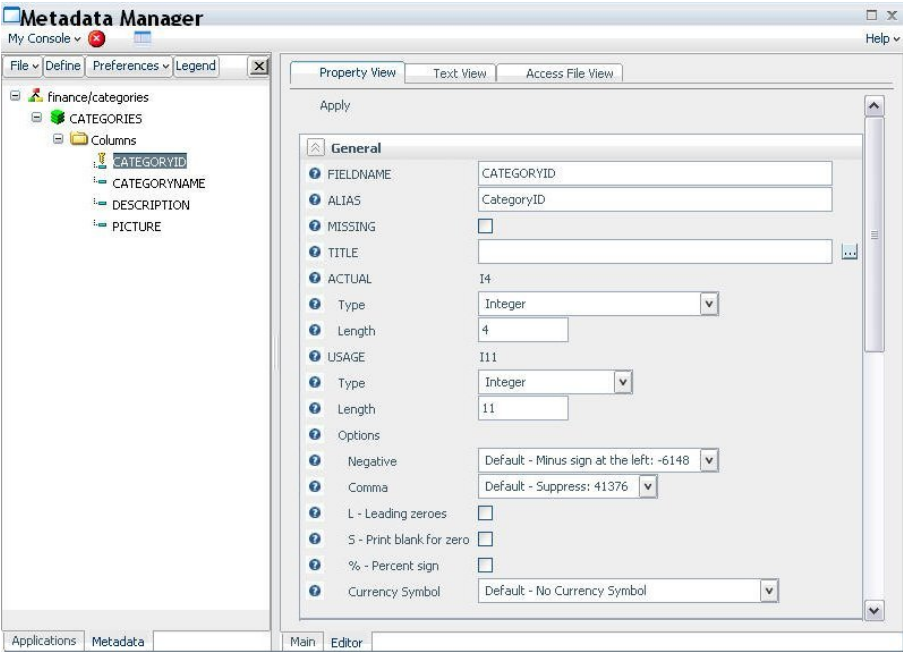 Metadata Manager
My Console
Help
File Define Preferences Legend
finance/categories
CATEGORIES
Columns
CATEGORYID
CATEGORYNAME
DESCRIPTION
PICTURE
Applications Metadata
Property View Text View Access File View
Apply
General
FIELDNAME CATEGORYID
ALIAS CategoryID
MISSING
TITLE ...
ACTUAL I4
Type Integer
Length 4
USAGE I11
Type Integer
Length 11
Options
Negative Default - Minus sign at the left: -6148
Comma Default - Suppress: 41376
L - Leading zeroes
S - Print blank for zero
% - Percent sign
Currency Symbol Default - No Currency Symbol
Main Editor